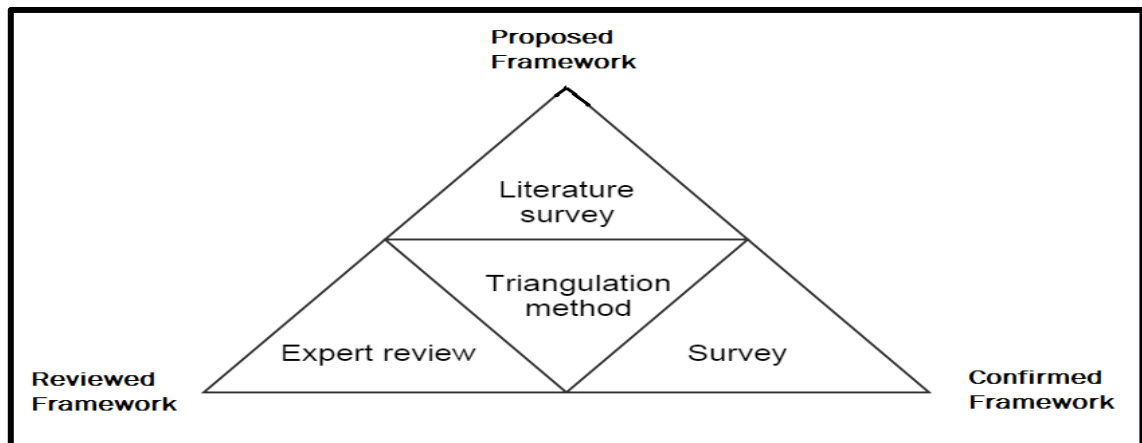 Proposed
Framework
Literature
survey
Triangulation
method
Expert review
Survey
Reviewed
Framework
Confirmed
Framework